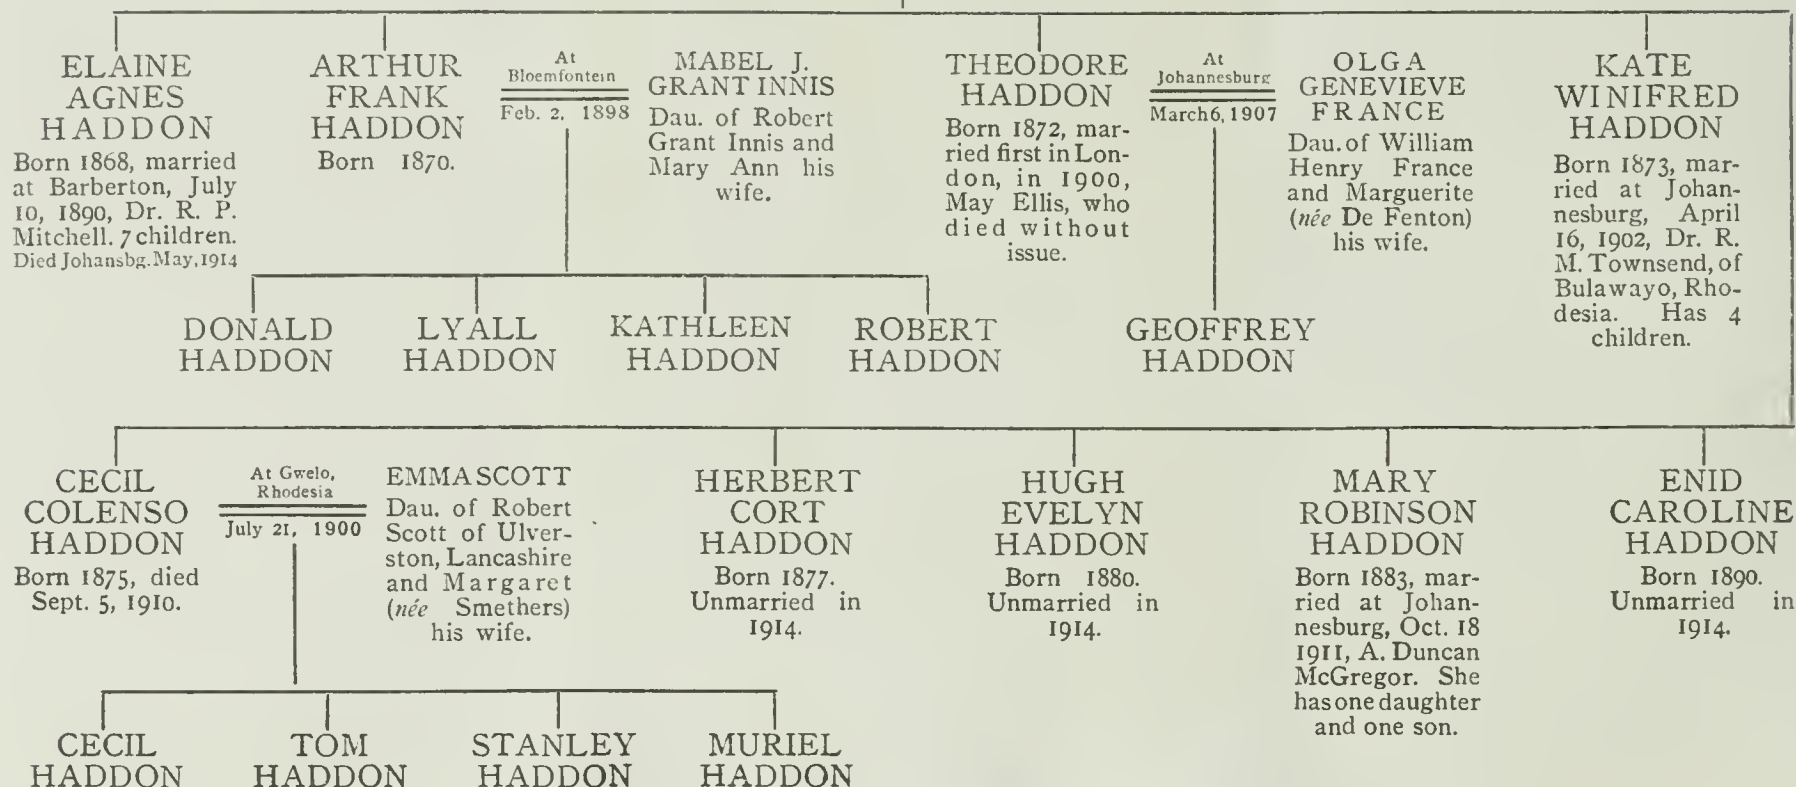 ELAINE
AGNES
HADDON
Born 1868, married
at Barberton, July
10, 1890, Dr. R. P.
Mitchell. 7 children.
Died Johansbg. May, 1914
ARTHUR
FRANK
HADDON
Born 1870.
At
Bloemfontein
Feb. 2, 1898
MABEL J.
GRANT INNIS
Dau. of Robert
Grant Innis and
Mary Ann his
wife.
THEODORE
HADDON
Born 1872, mar-
ried first in Lon-
don, in 1900,
May Ellis, who
died without
issue.
At
Johannesburg
March 6, 1907
OLGA
GENEVIEVE
FRANCE
Dau. of William
Henry France
and Marguerite
(née De Fenton)
his wife.
KATE
WINIFRED
HADDON
Born 1873, mar-
ried at Johan-
nesburg, April
16, 1902, Dr. R.
M. Townsend, of
Bulawayo, Rho-
desia. Has 4
children.
DONALD
HADDON
LYALL
HADDON
KATHLEEN
HADDON
ROBERT
HADDON
GEOFFREY
HADDON
CECIL
COLENSO
HADDON
Born 1875, died
Sept. 5, 1910.
At Gwelo,
Rhodesia
July 21, 1900
EMMA SCOTT
Dau. of Robert
Scott of Ulver-
ston, Lancashire
and Margaret
(née Smethers)
his wife.
HERBERT
CORT
HADDON
Born 1877.
Unmarried in
1914.
HUGH
EVELYN
HADDON
Born 1880.
Unmarried in
1914.
MARY
ROBINSON
HADDON
Born 1883, mar-
ried at Johan-
nesburg, Oct. 18
1911, A. Duncan
McGregor. She
has one daughter
and one son.
ENID
CAROLINE
HADDON
Born 1890.
Unmarried in
1914.
CECIL
HADDON
TOM
HADDON
STANLEY
HADDON
MURIEL
HADDON